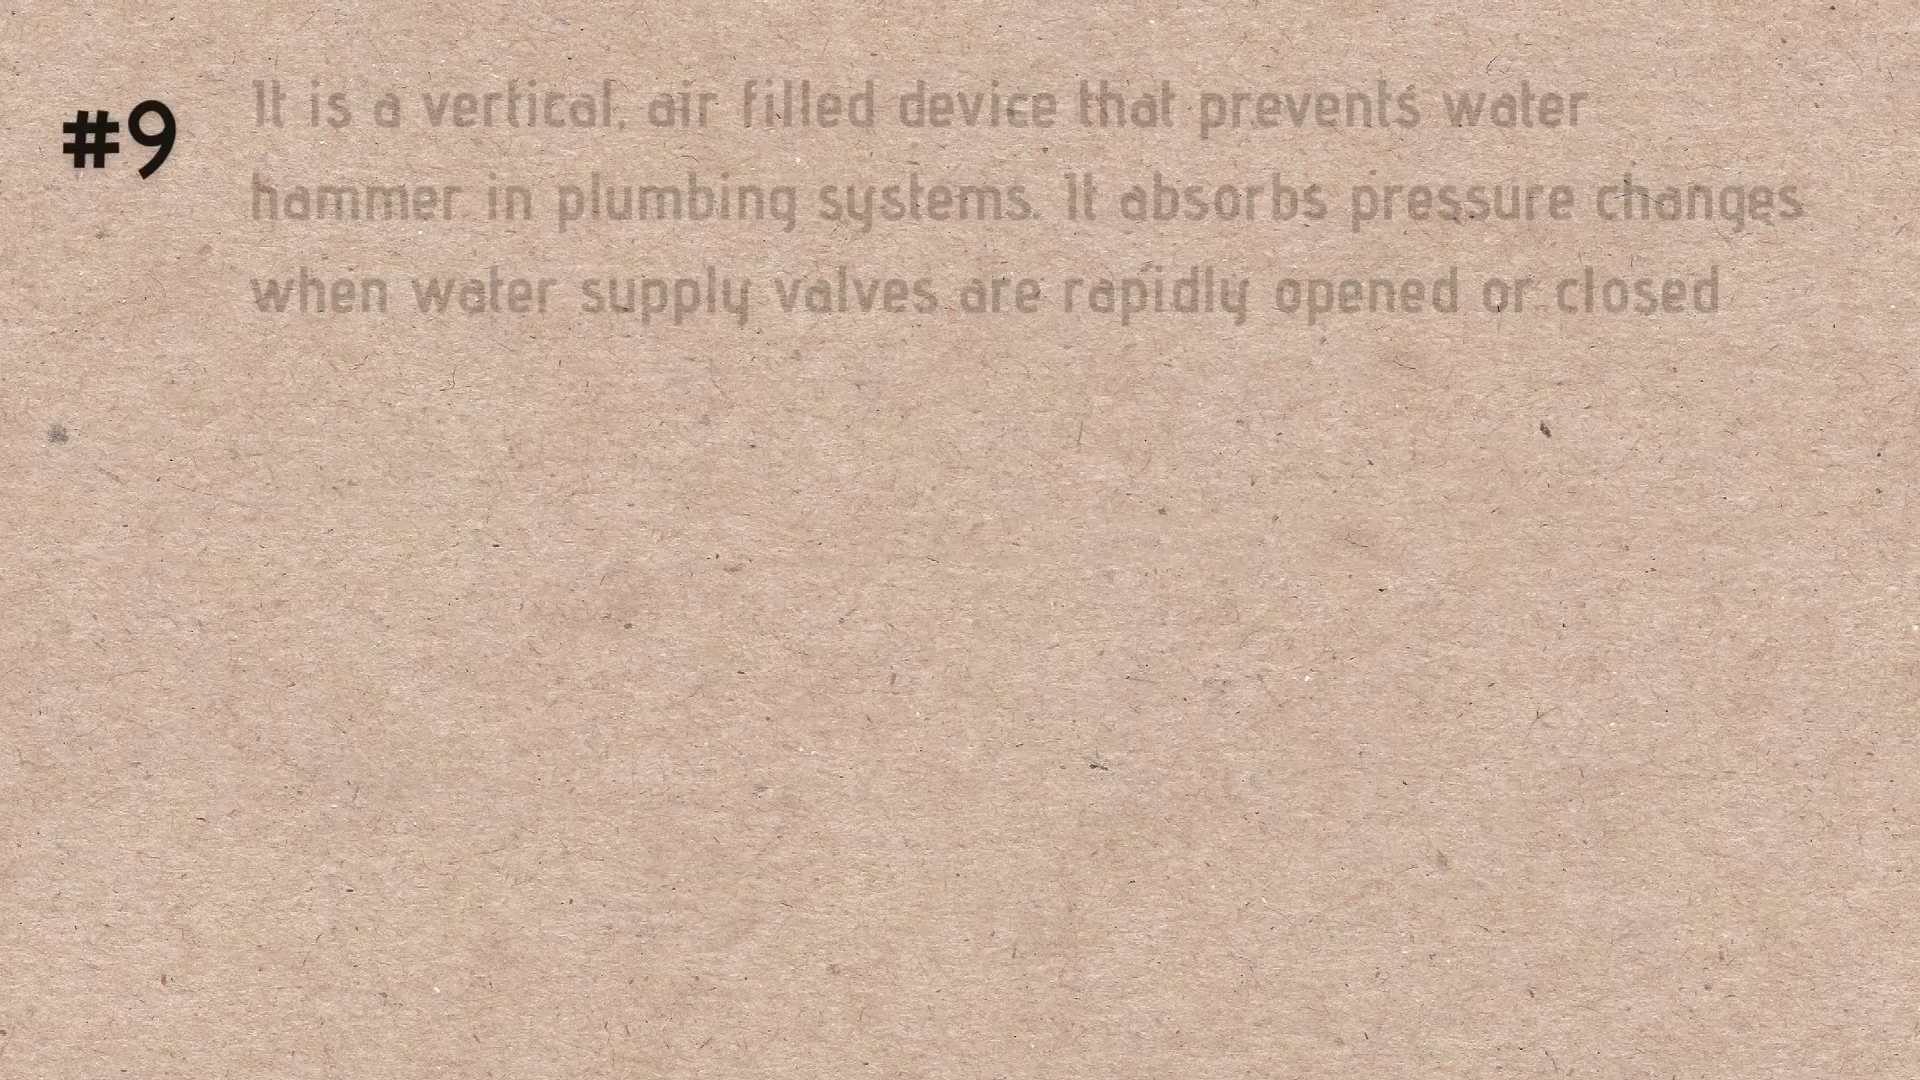 #9
It is a vertical, air filled device that prevents water
hammer in plumbing systems. It absorbs pressure changes
when water supply valves are rapidly opened or closed